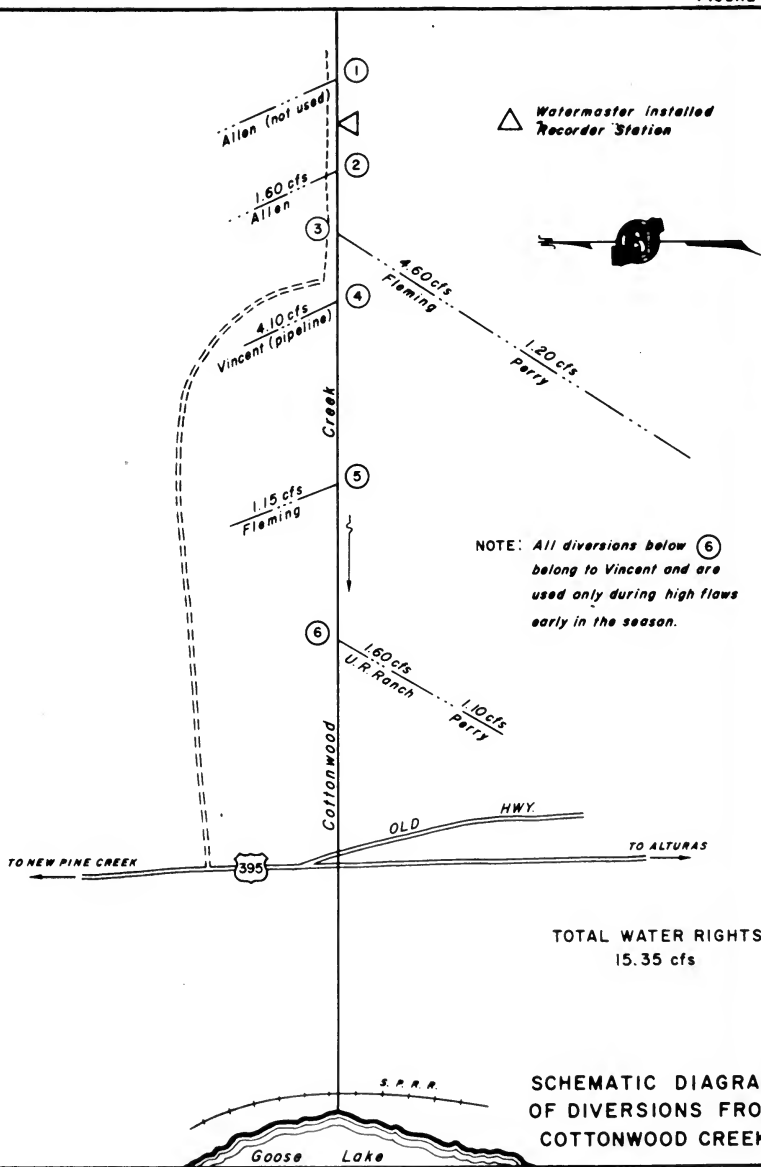 1
Allen (not used)
△ Watermaster installed
Recorder Station
2
1.60 cfs
Allen
3
4.60 cfs
Fleming
1.20 cfs
Perry
4
4.10 cfs
Vincent (pipeline)
Creek
5
1.15 cfs
Fleming
NOTE: All diversions below 6
belong to Vincent and are
used only during high flaws
early in the season.
6
1.60 cfs
U.R. Ranch
1.10 cfs
Perry
Cottonwood
OLD HWY.
TO NEW PINE CREEK
395
TO ALTURAS
TOTAL WATER RIGHTS
15.35 cfs
S. P. R. R.
SCHEMATIC DIAGRA
OF DIVERSIONS FRO
COTTONWOOD CREEK
Goose Lake